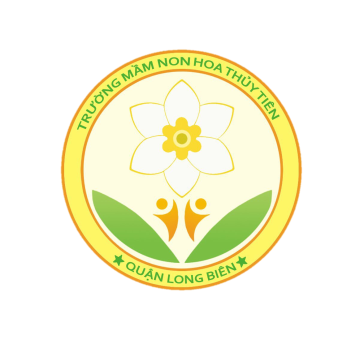 TRƯỜNG MẦM NON HOA THỦY TIÊN
QUẬN LONG BIÊN